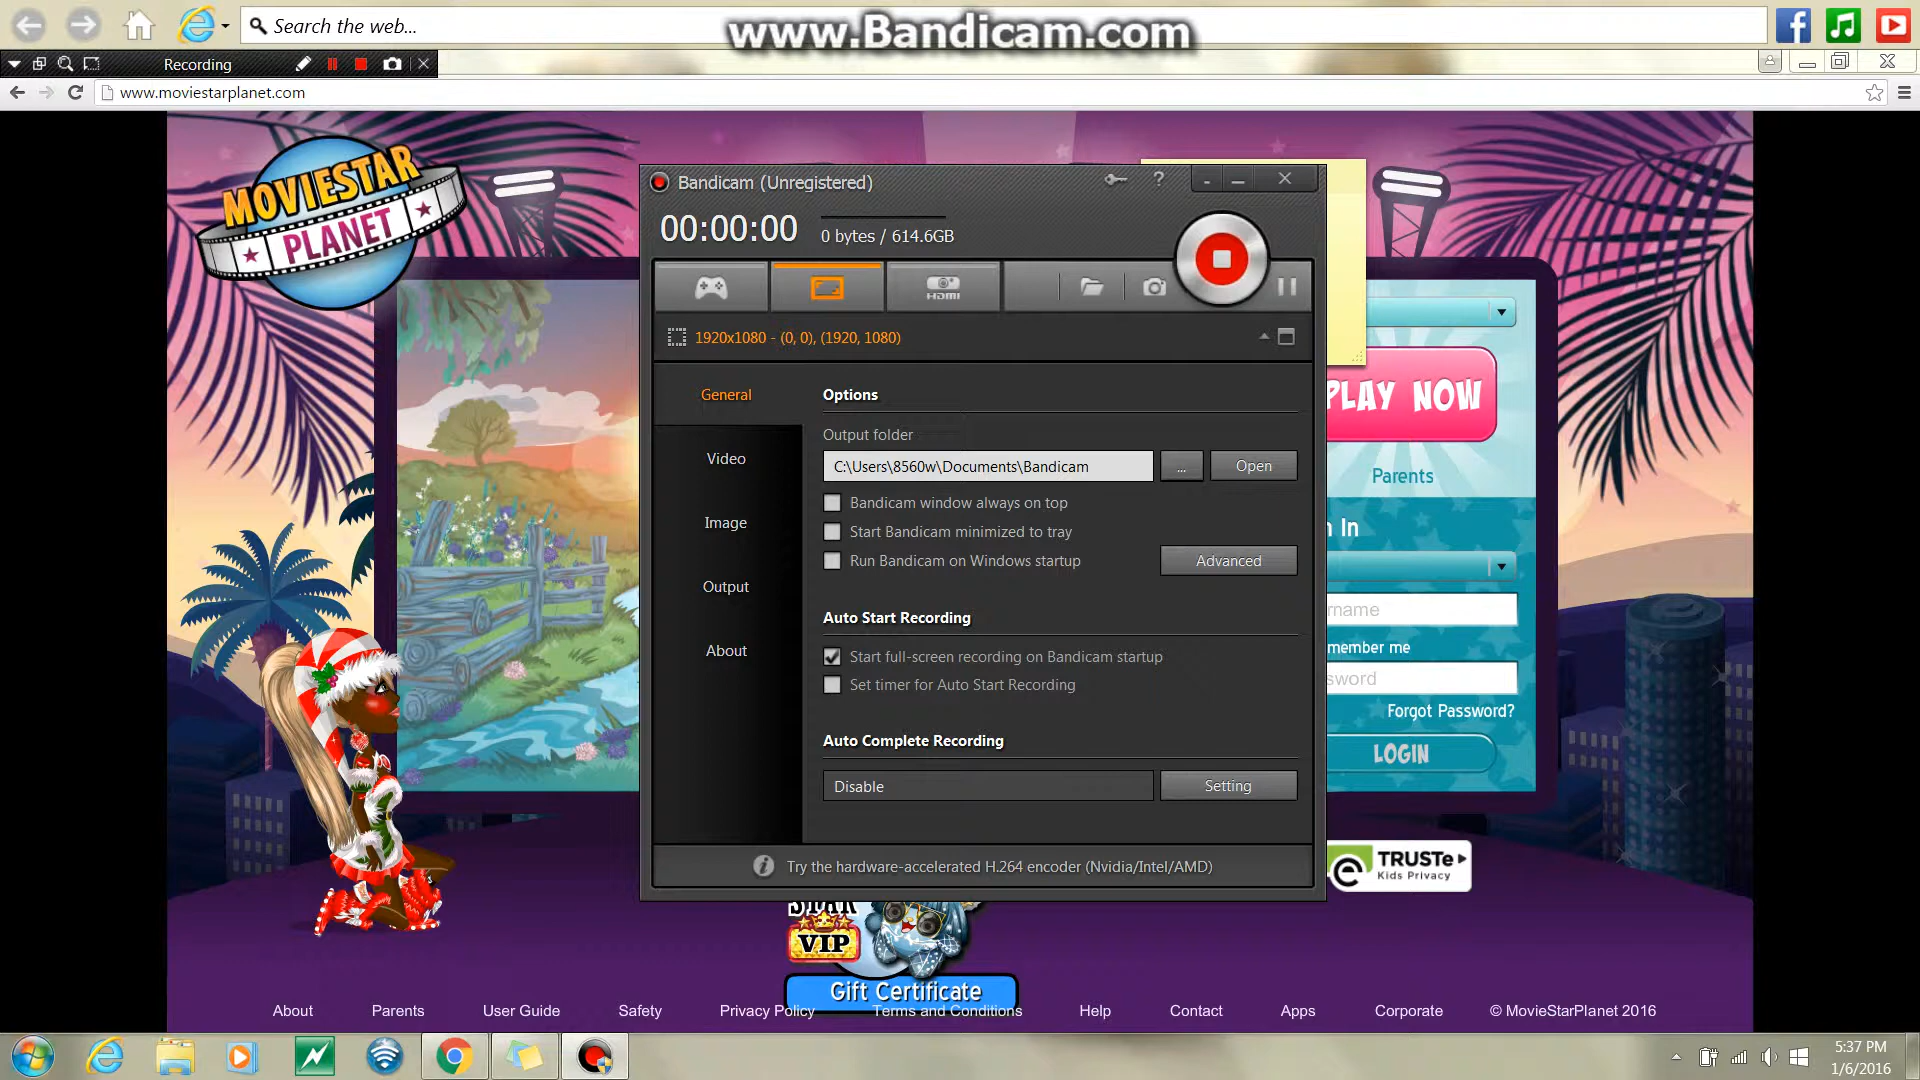 Search the web...
www.Bandicam.com
Recording
www.moviestarplanet.com
MOVIESTAR
PLANET
Bandicam (Unregistered)
00:00:00
0 bytes / 614.6GB
HDMI
1920x1080 - (0, 0), (1920, 1080)
General
Video
Image
Output
About
Options
Output folder
C:\Users\8560w\Documents\Bandicam
...
Open
Bandicam window always on top
Start Bandicam minimized to tray
Run Bandicam on Windows startup
Advanced
Auto Start Recording
Start full-screen recording on Bandicam startup
Set timer for Auto Start Recording
Auto Complete Recording
Disable
Setting
Try the hardware-accelerated H.264 encoder (Nvidia/Intel/AMD)
PLAY NOW
Parents
n In
rname
member me
sword
Forgot Password?
LOGIN
TRUSTe
Kids Privacy
STAR
VIP
Gift Certificate
About
Parents
User Guide
Safety
Privacy Policy
Terms and Conditions
Help
Contact
Apps
Corporate
© MovieStarPlanet 2016
5:37 PM
1/6/2016